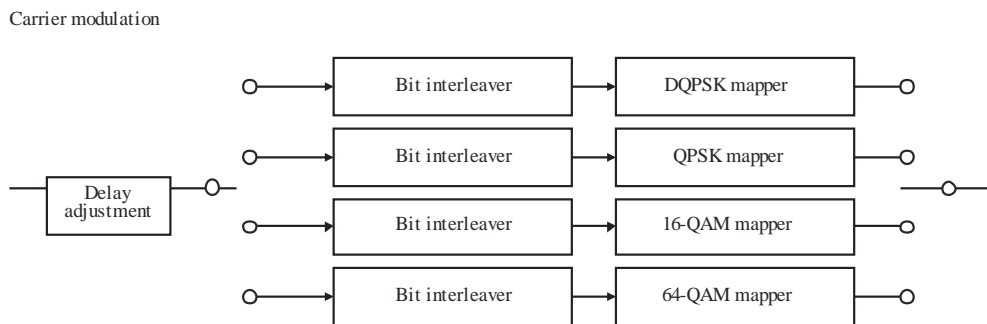 Carrier modulation
Bit interleaver
DQPSK mapper
Bit interleaver
QPSK mapper
Delay
adjustment
Bit interleaver
16-QAM mapper
Bit interleaver
64-QAM mapper